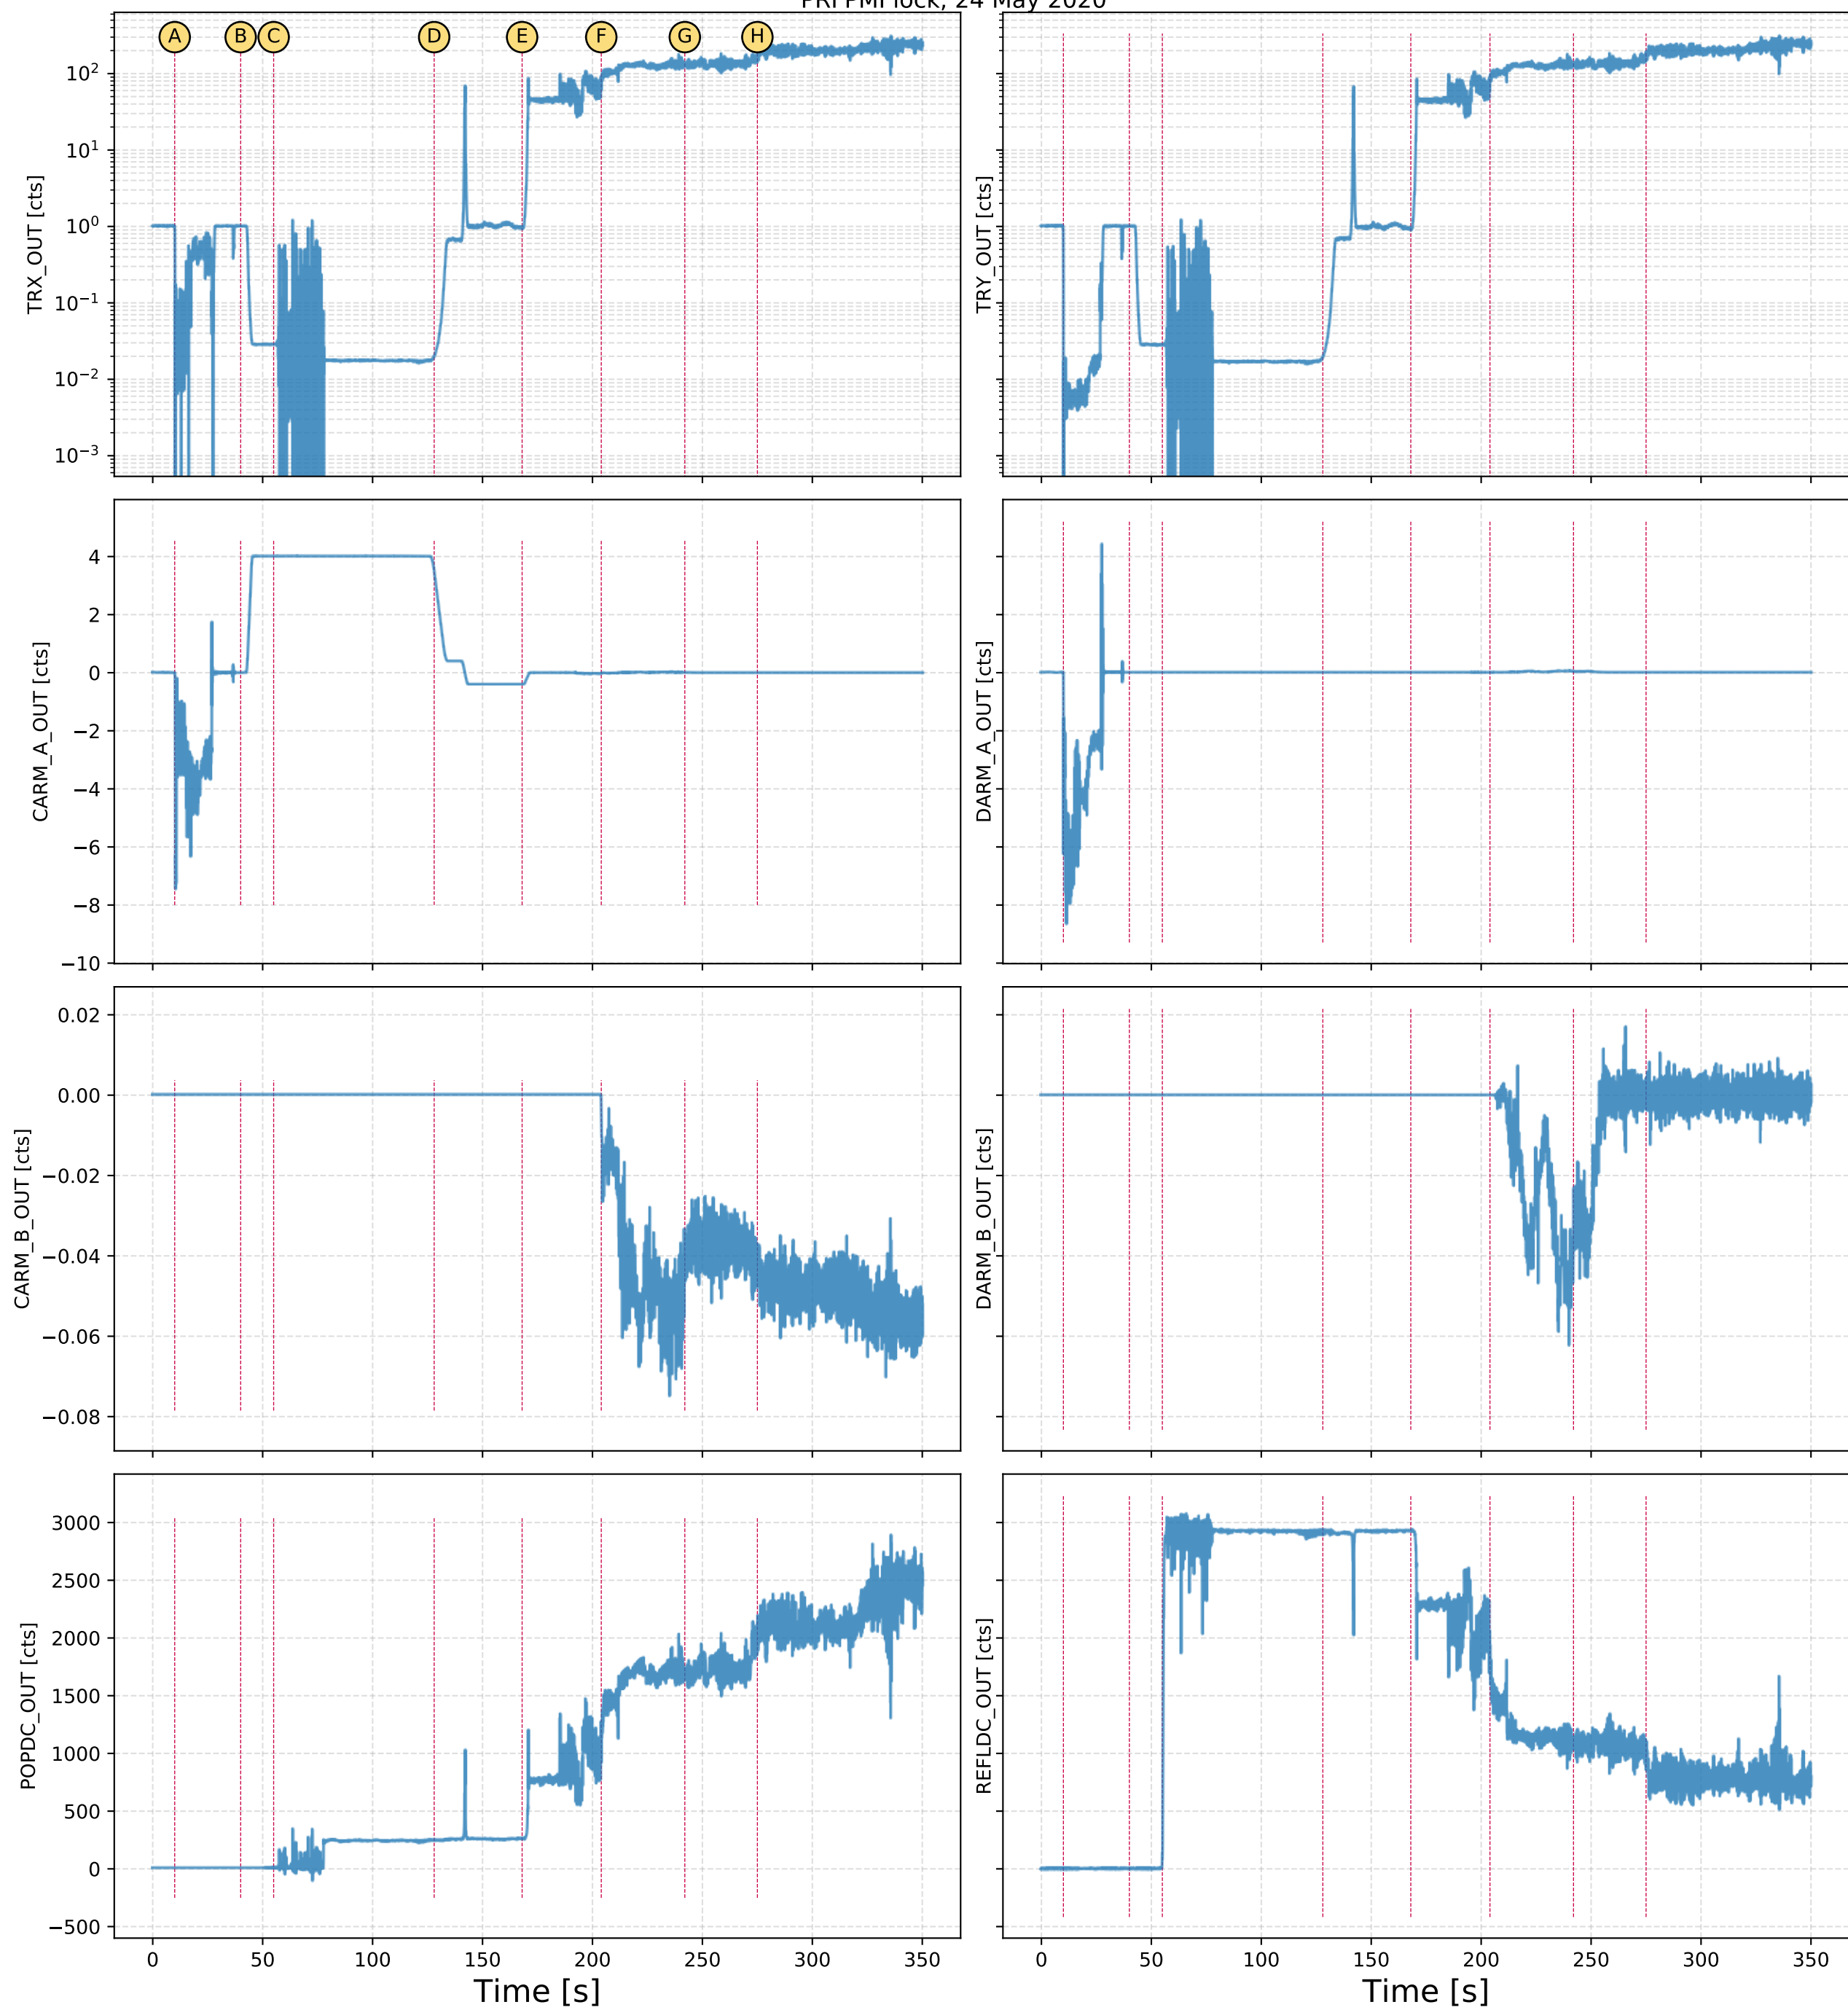 PRFPMI lock, 24 May 2020
A B C D E F G H
TRX_OUT [cts]
10²
10¹
10⁰
10⁻¹
10⁻²
10⁻³
TRY_OUT [cts]
CARM_A_OUT [cts]
4
2
0
−2
−4
−6
−8
−10
DARM_A_OUT [cts]
CARM_B_OUT [cts]
0.02
0.00
−0.02
−0.04
−0.06
−0.08
DARM_B_OUT [cts]
POPDC_OUT [cts]
3000
2500
2000
1500
1000
500
0
−500
REFLDC_OUT [cts]
0 50 100 150 200 250 300 350
0 50 100 150 200 250 300 350
Time [s]
Time [s]